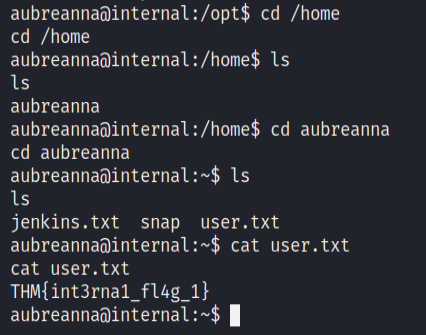 aubreanna@internal:/opt$ cd /home
cd /home
aubreanna@internal:/home$ ls
ls
aubreanna
aubreanna@internal:/home$ cd aubreanna
cd aubreanna
aubreanna@internal:~$ ls
ls
jenkins.txt  snap  user.txt
aubreanna@internal:~$ cat user.txt
cat user.txt
THM{int3rna1_fl4g_1}
aubreanna@internal:~$